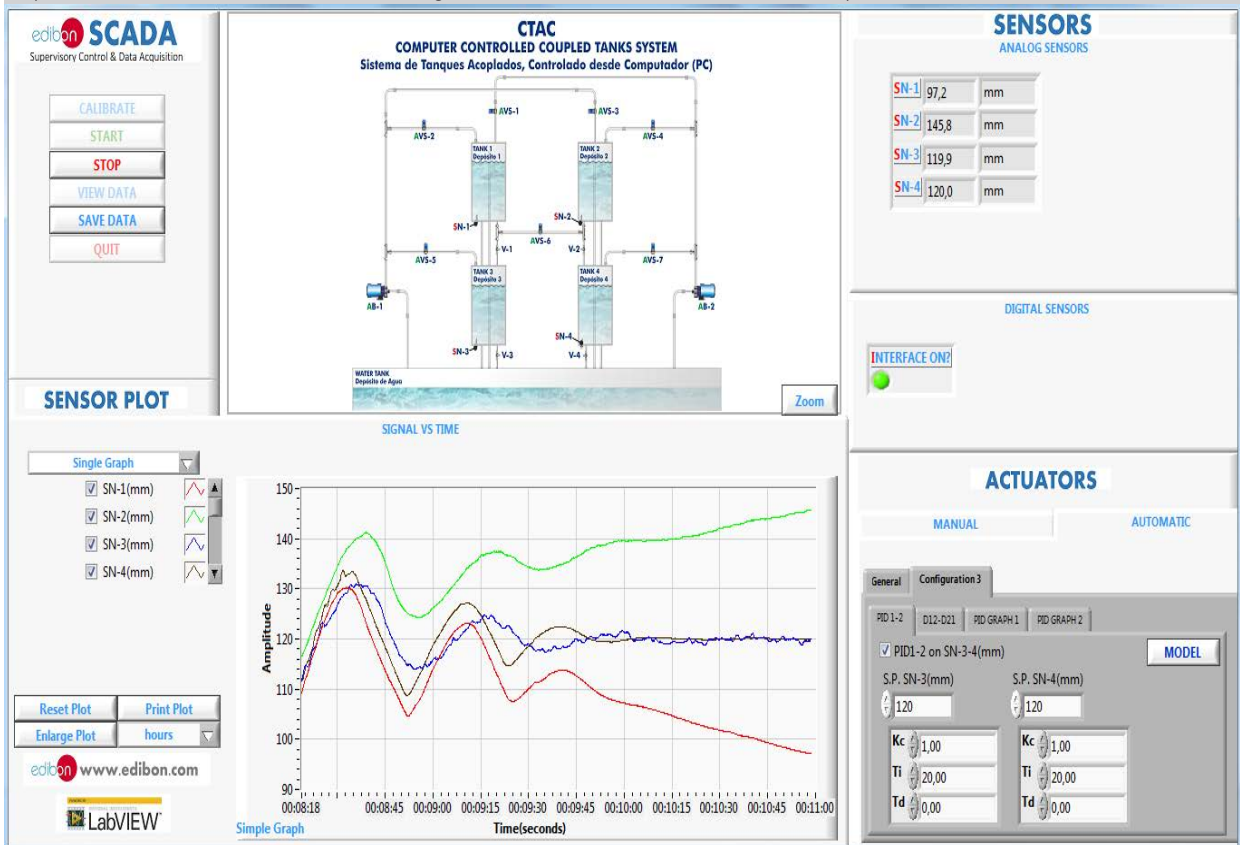 edibon SCADA
Supervisory Control & Data Acquisition
CALIBRATE
START
STOP
VIEW DATA
SAVE DATA
QUIT
CTAC
COMPUTER CONTROLLED COUPLED TANKS SYSTEM
Sistema de Tanques Acoplados, Controlado desde Computador (PC)
AVS-1
AVS-3
AVS-2
AVS-4
TANK 1
Depósito 1
TANK 2
Depósito 2
SN-1
SN-2
AVS-6
V-1
V-2
AVS-5
AVS-7
TANK 3
Depósito 3
TANK 4
Depósito 4
AB-1
AB-2
SN-3
V-3
SN-4
V-4
WATER TANK
Depósito de Agua
Zoom
SENSORS
ANALOG SENSORS
SN-1 97,2 mm
SN-2 145,8 mm
SN-3 119,9 mm
SN-4 120,0 mm
DIGITAL SENSORS
INTERFACE ON?
SENSOR PLOT
SIGNAL VS TIME
Single Graph
SN-1(mm)
SN-2(mm)
SN-3(mm)
SN-4(mm)
Reset Plot Print Plot
Enlarge Plot hours
edibon www.edibon.com
LabVIEW
Amplitude
150
140
130
120
110
100
90
00:08:18 00:08:45 00:09:00 00:09:15 00:09:30 00:09:45 00:10:00 00:10:15 00:10:30 00:10:45 00:11:00
Simple Graph
Time(seconds)
ACTUATORS
MANUAL AUTOMATIC
General Configuration 3
PID 1-2 D12-D21 PID GRAPH 1 PID GRAPH 2
PID1-2 on SN-3-4(mm)
MODEL
S.P. SN-3(mm) S.P. SN-4(mm)
120 120
Kc 1,00 Kc 1,00
Ti 20,00 Ti 20,00
Td 0,00 Td 0,00